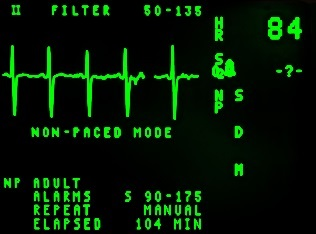 II FILTER 50-135
HR 84
SaO2 -?-
NP S
D
M
NON-PACED MODE
NP ADULT
ALARMS S 90-175
REPEAT MANUAL
ELAPSED 104 MIN